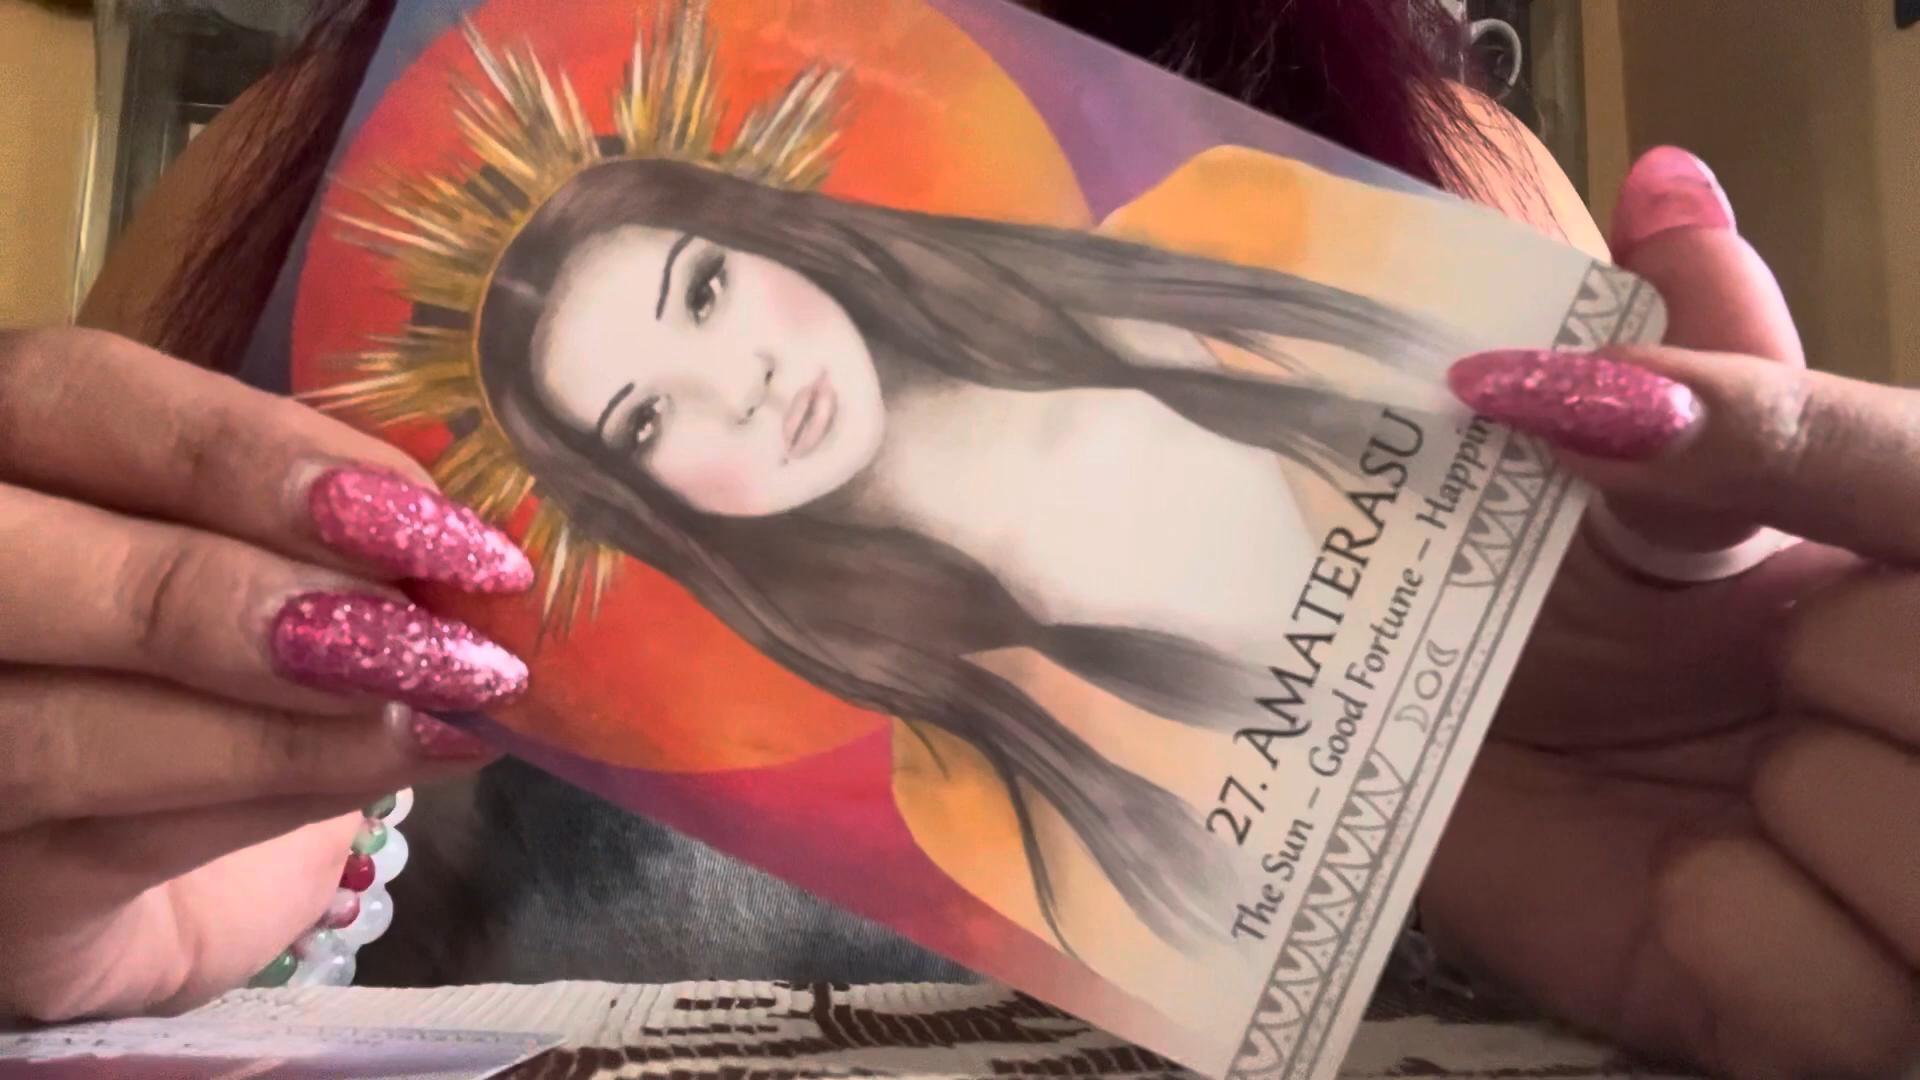 27. AMATERASU
The Sun – Good Fortune – Happin